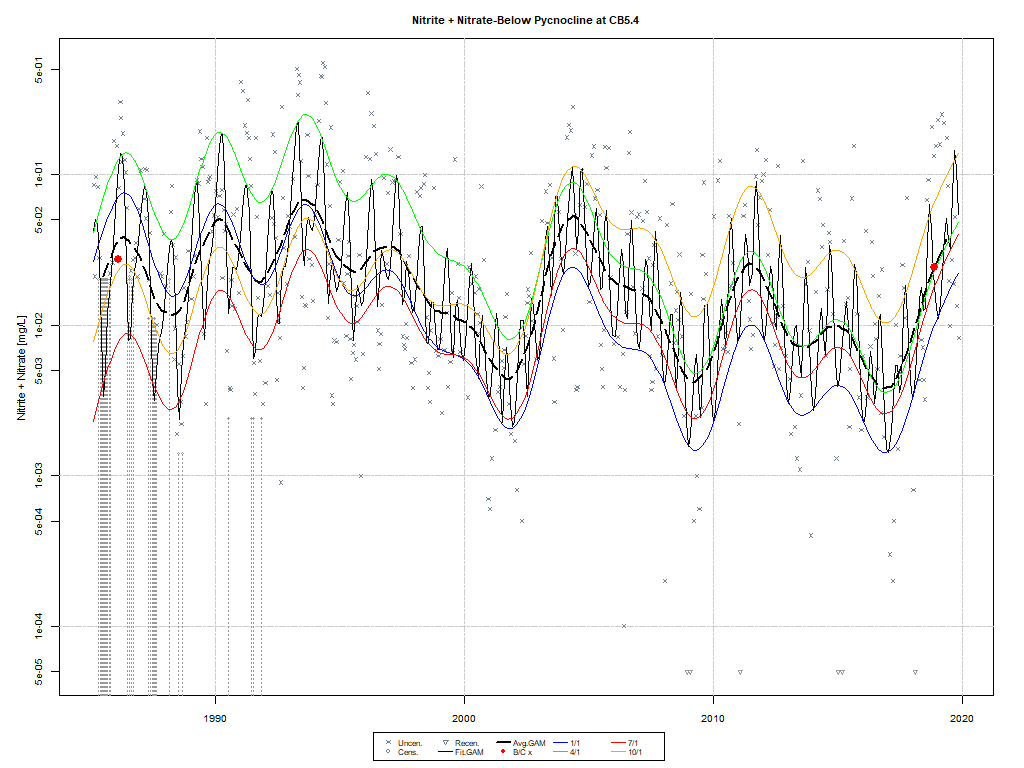 Nitrite + Nitrate-Below Pycnocline at CB5.4
Nitrite + Nitrate [mg/L]
5e-01
1e-01
5e-02
1e-02
5e-03
1e-03
5e-04
1e-04
5e-05
1990 2000 2010 2020
Uncen. Recen. Avg.GAM 1/1 7/1
Cens. Fit.GAM B/C x 4/1 10/1